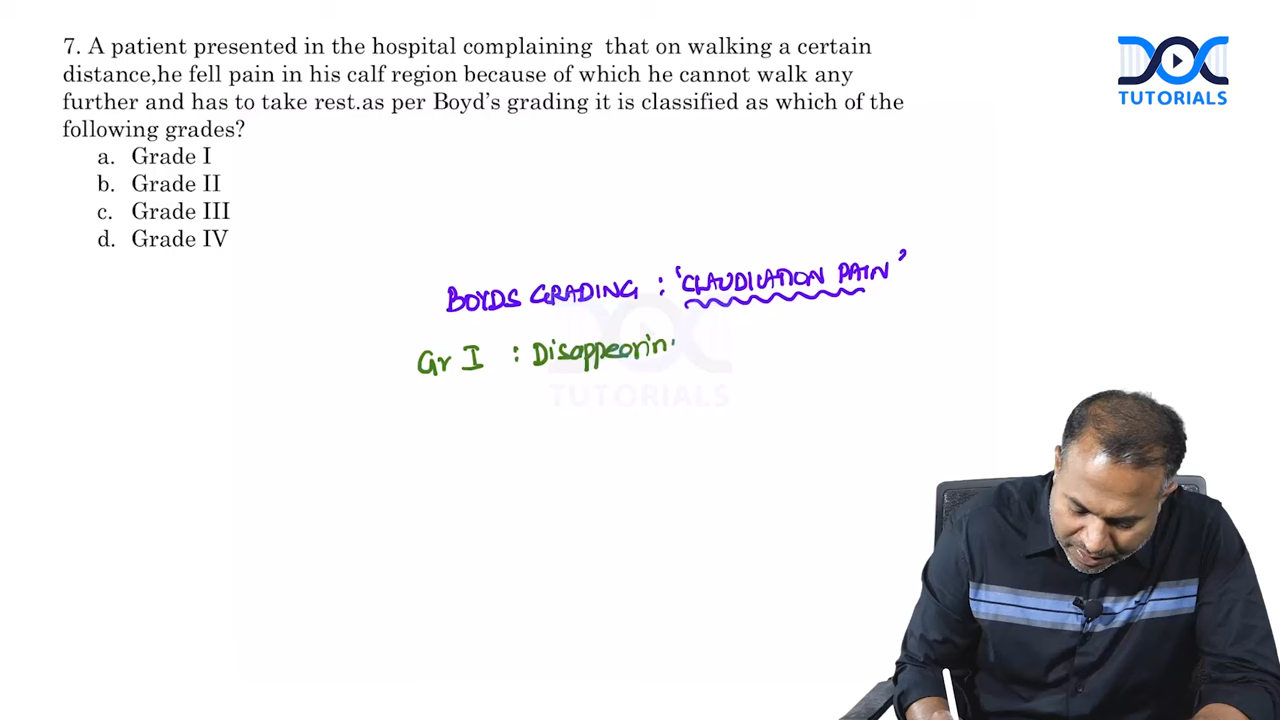 7. A patient presented in the hospital complaining that on walking a certain
distance,he fell pain in his calf region because of which he cannot walk any
further and has to take rest.as per Boyd's grading it is classified as which of the
following grades?
a. Grade I
b. Grade II
c. Grade III
d. Grade IV
TUTORIALS
BOYDS GRADING : 'CLAUDICATION PAIN'
Gr I : Disappearin
TUTORIALS